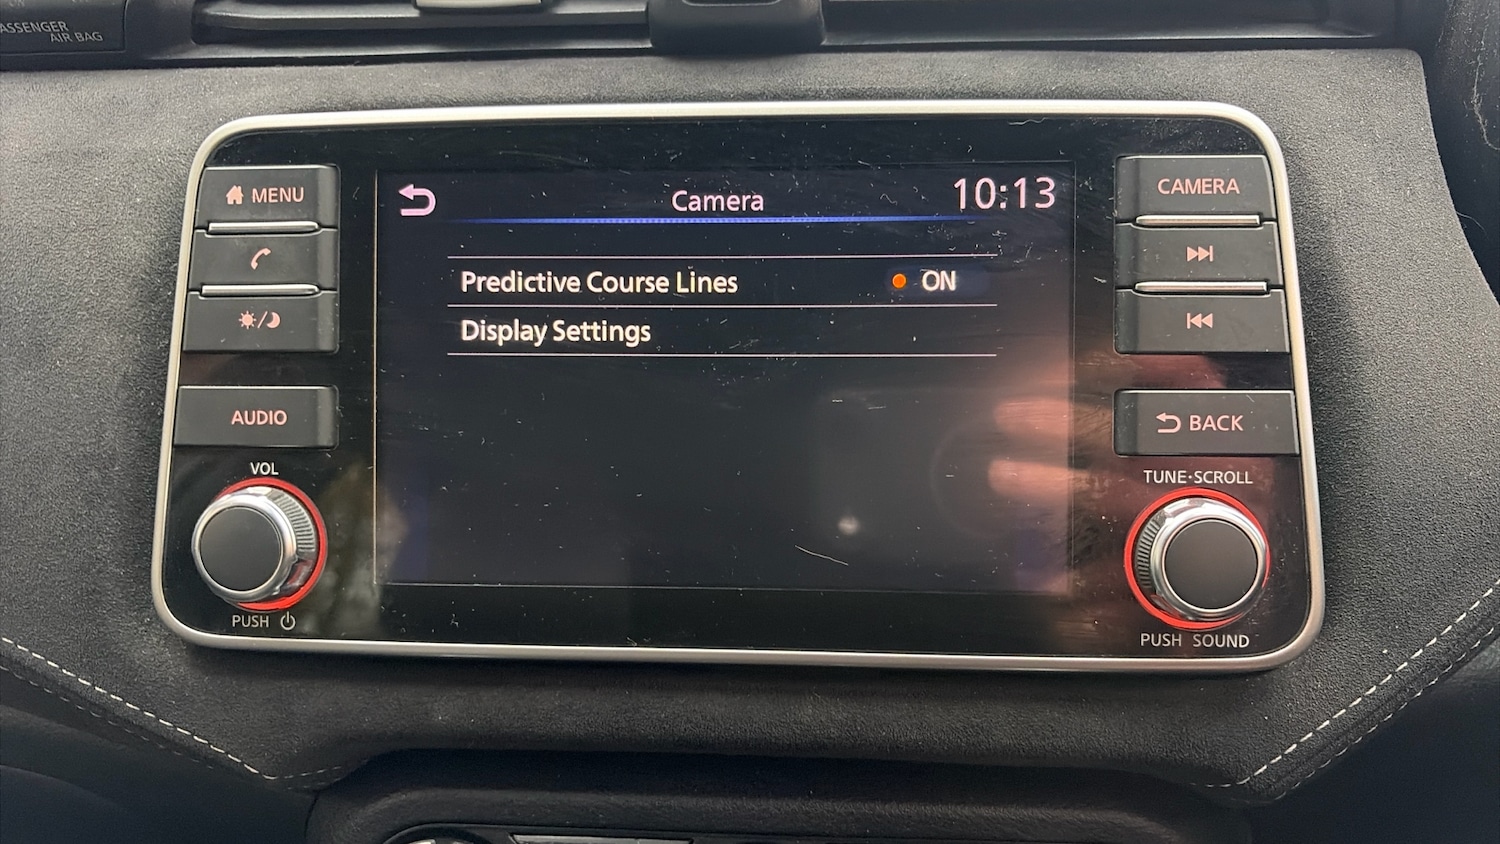 PASSENGER
AIR BAG
MENU
AUDIO
VOL
PUSH
Camera
10:13
Predictive Course Lines
ON
Display Settings
CAMERA
BACK
TUNE·SCROLL
PUSH SOUND